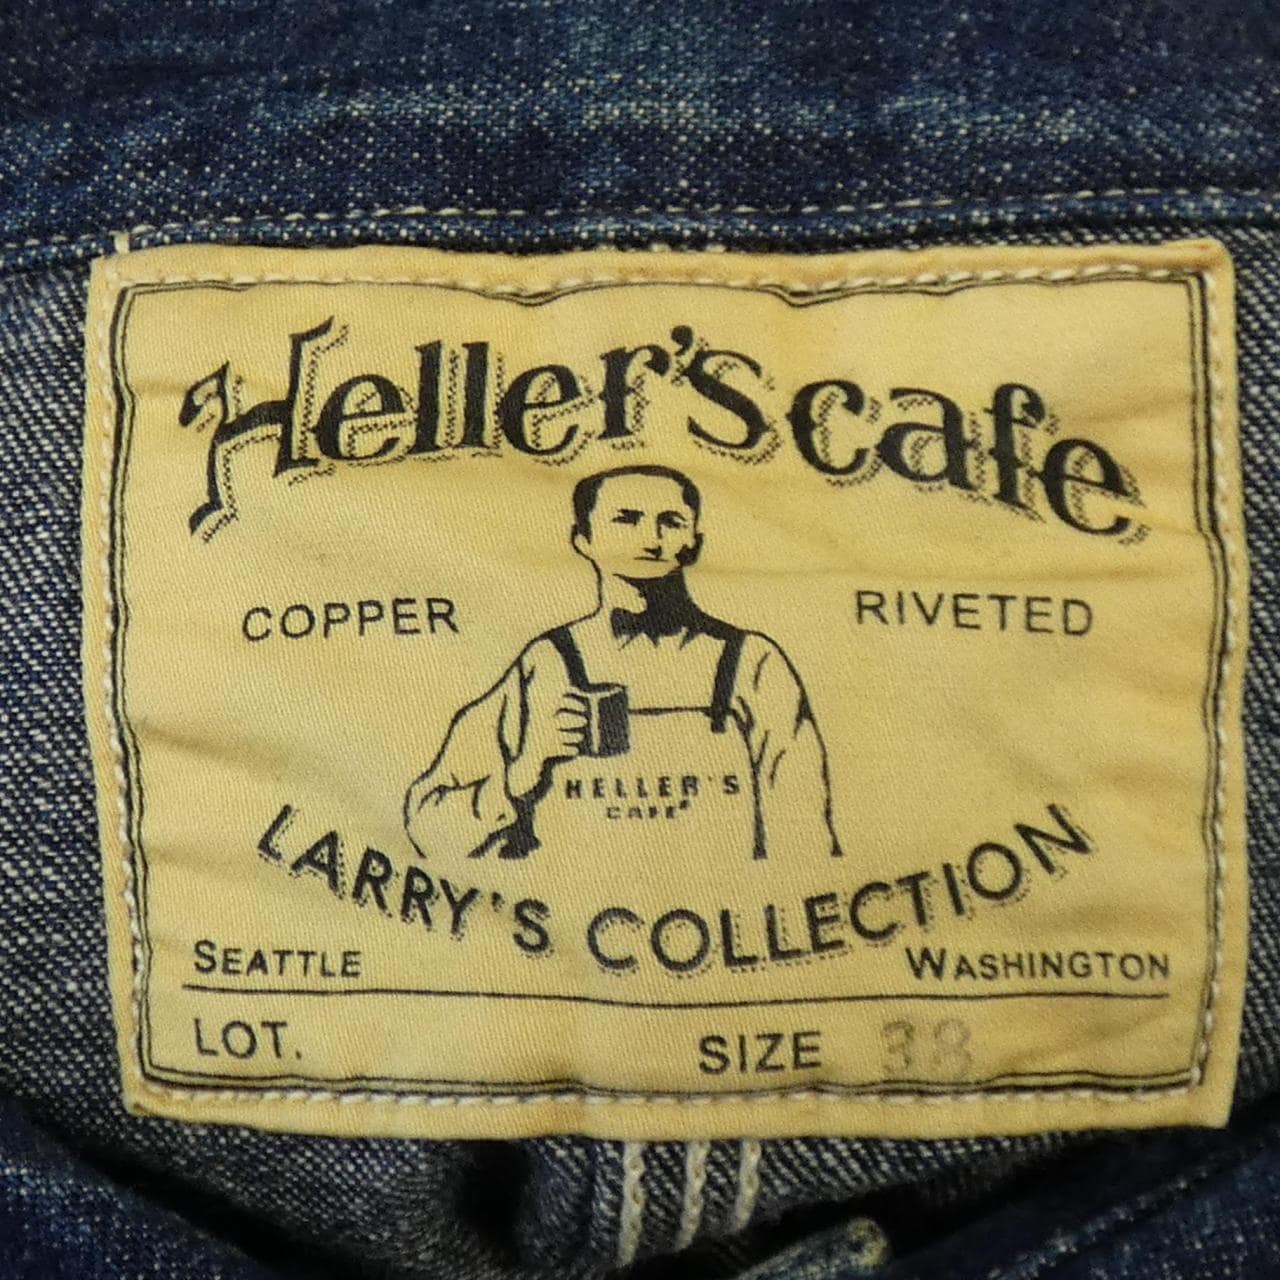 Heller's cafe
COPPER RIVETED
HELLER'S
CAFE
LARRY'S COLLECTION
SEATTLE WASHINGTON
LOT. SIZE 38